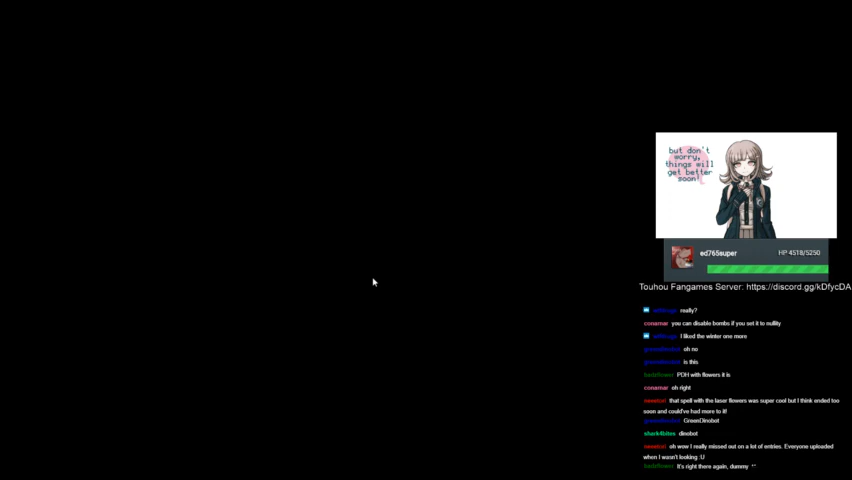 but don't
worry,
things will
get better
soon!
ed765super HP 4518/5250
Touhou Fangames Server: https://discord.gg/kDfycDA
really?
conamar you can disable bombs if you set it to nullity
I liked the winter one more
oh no
is this
PDH with flowers it is
conamar oh right
that spell with the laser flowers was super cool but I think ended too
soon and could've had more to it!
GreenDinobot
shark4bites dinobot
oh wow I really missed out on a lot of entries. Everyone uploaded
when I wasn't looking :U
It's right there again, dummy